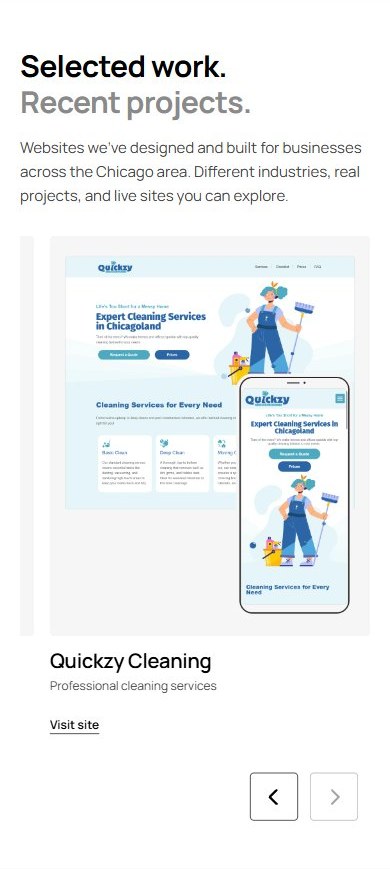 Selected work.
Recent projects.
Websites we've designed and built for businesses
across the Chicago area. Different industries, real
projects, and live sites you can explore.
Quickzy
Services
Checklist
Prices
FAQ
Life's Too Short for a Messy Home
Expert Cleaning Services
in Chicagoland
Request a Quote
Prices
Cleaning Services for Every Need
Basic Clean
Deep Clean
Quickzy
Life's Too Short for a Messy Home
Expert Cleaning Services in
Chicagoland
Request a Quote
Prices
Cleaning Services for Every
Need
Quickzy Cleaning
Professional cleaning services
Visit site